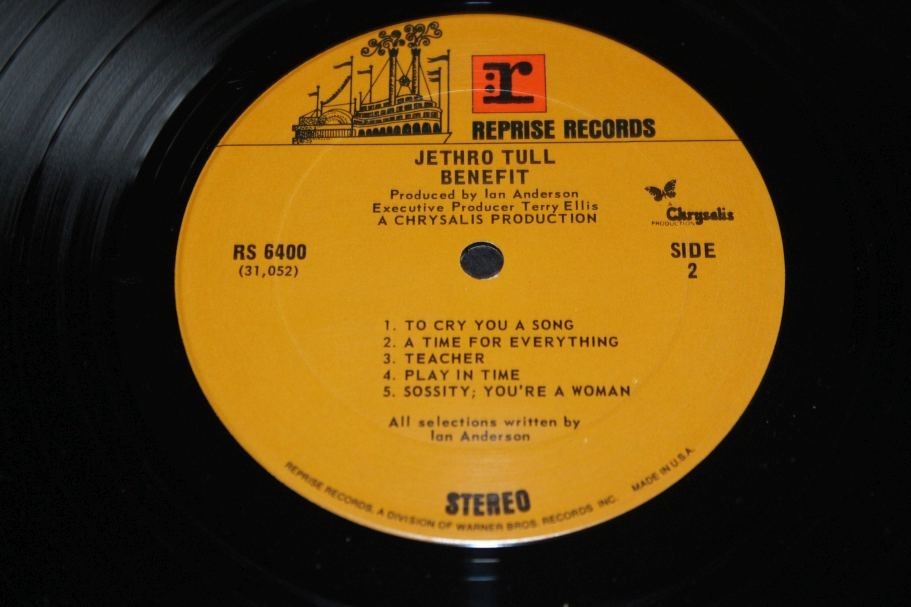 r
REPRISE RECORDS
JETHRO TULL
BENEFIT
Produced by Ian Anderson
Executive Producer Terry Ellis
A CHRYSALIS PRODUCTION
A
Chrysalis
PRODUCTION
RS 6400
(31,052)
SIDE
2
1. TO CRY YOU A SONG
2. A TIME FOR EVERYTHING
3. TEACHER
4. PLAY IN TIME
5. SOSSITY; YOU'RE A WOMAN
All selections written by
Ian Anderson
STEREO
REPRISE RECORDS, A DIVISION OF WARNER BROS. RECORDS INC. MADE IN U.S.A.